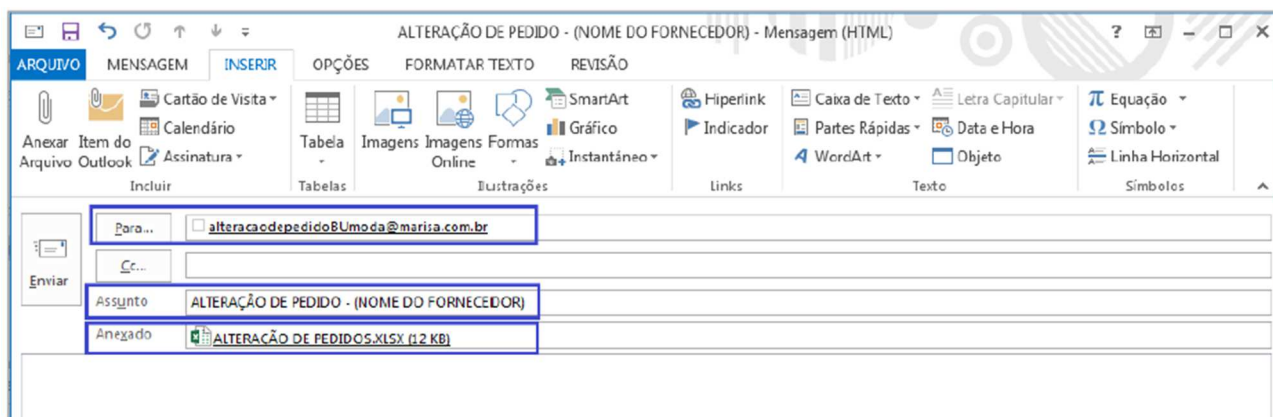 ALTERAÇÃO DE PEDIDO - (NOME DO FORNECEDOR) - Mensagem (HTML) ?
ARQUIVO MENSAGEM INSERIR OPÇÕES FORMATAR TEXTO REVISÃO
Cartão de Visita SmartArt Hiperlink Caixa de Texto Letra Capitular π Equação
Calendário Gráfico Indicador Partes Rápidas Data e Hora Ω Símbolo
Anexar Item do Tabela Imagens Imagens Formas
Arquivo Outlook Assinatura Online Instantâneo WordArt Objeto Linha Horizontal
Incluir Tabelas Ilustrações Links Texto Símbolos
Para... alteracaodepedidoBUmoda@marisa.com.br
Cc...
Enviar
Assunto ALTERAÇÃO DE PEDIDO - (NOME DO FORNECEDOR)
Anexado ALTERAÇÃO DE PEDIDOS.XLSX (12 KB)